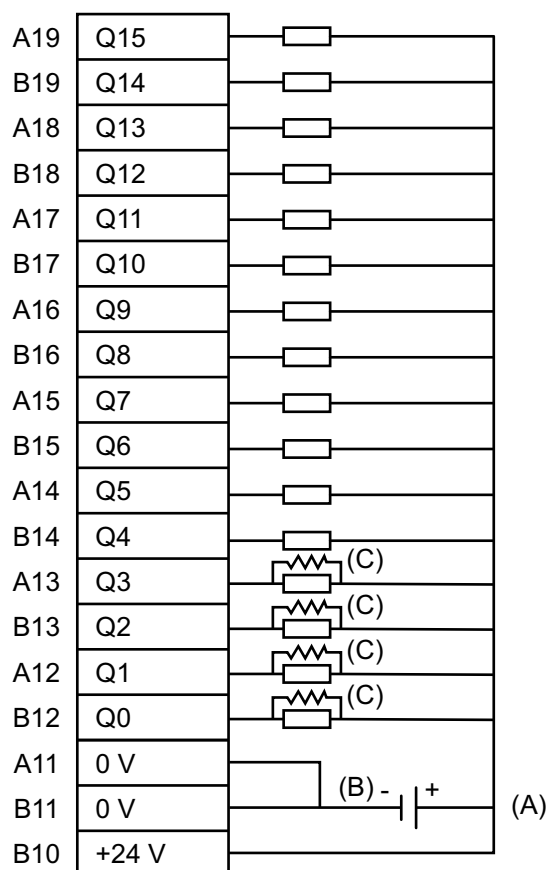 A19 Q15
B19 Q14
A18 Q13
B18 Q12
A17 Q11
B17 Q10
A16 Q9
B16 Q8
A15 Q7
B15 Q6
A14 Q5
B14 Q4
(C)
A13 Q3
(C)
B13 Q2
(C)
A12 Q1
(C)
B12 Q0
A11 0 V
B11 0 V (B) - + (A)
B10 +24 V